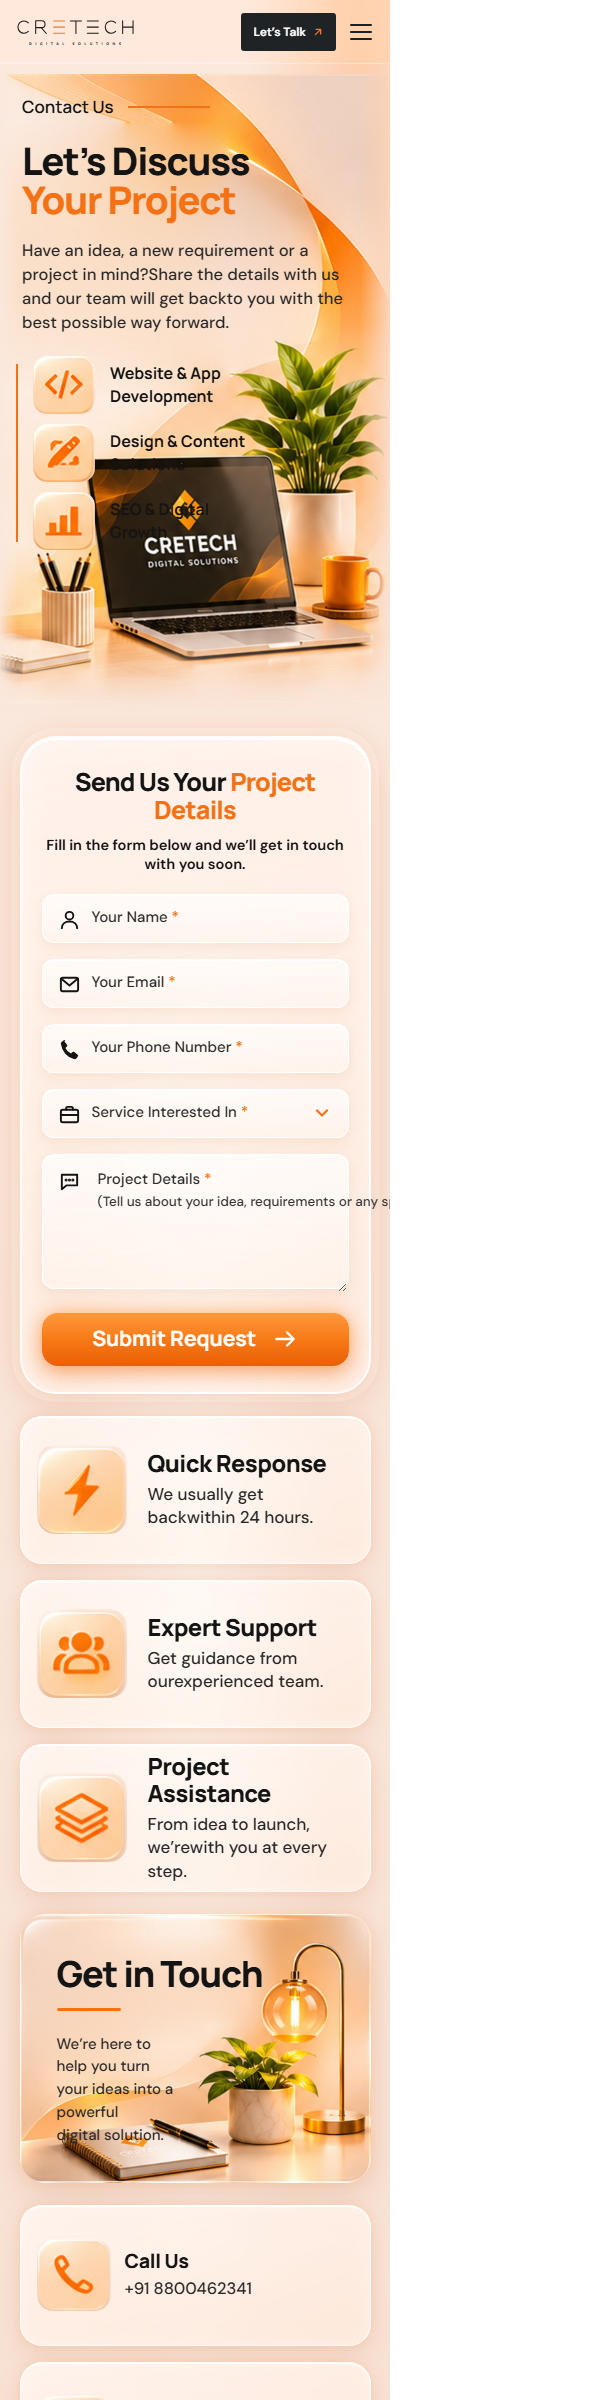 CRETECH
DIGITAL SOLUTIONS
Let's Talk
Contact Us
Let's Discuss
Your Project
Have an idea, a new requirement or a
project in mind?Share the details with us
and our team will get backto you with the
best possible way forward.
Website & App
Development
Design & Content
Solutions
SEO & Digital
Growth
CRETECH
DIGITAL SOLUTIONS
Send Us Your Project
Details
Fill in the form below and we'll get in touch
with you soon.
Your Name *
Your Email *
Your Phone Number *
Service Interested In *
Project Details *
(Tell us about your idea, requirements or any sp
Submit Request
Quick Response
We usually get
backwithin 24 hours.
Expert Support
Get guidance from
ourexperienced team.
Project
Assistance
From idea to launch,
we'rewith you at every
step.
Get in Touch
We're here to
help you turn
your ideas into a
powerful
digital solution.
Call Us
+91 8800462341